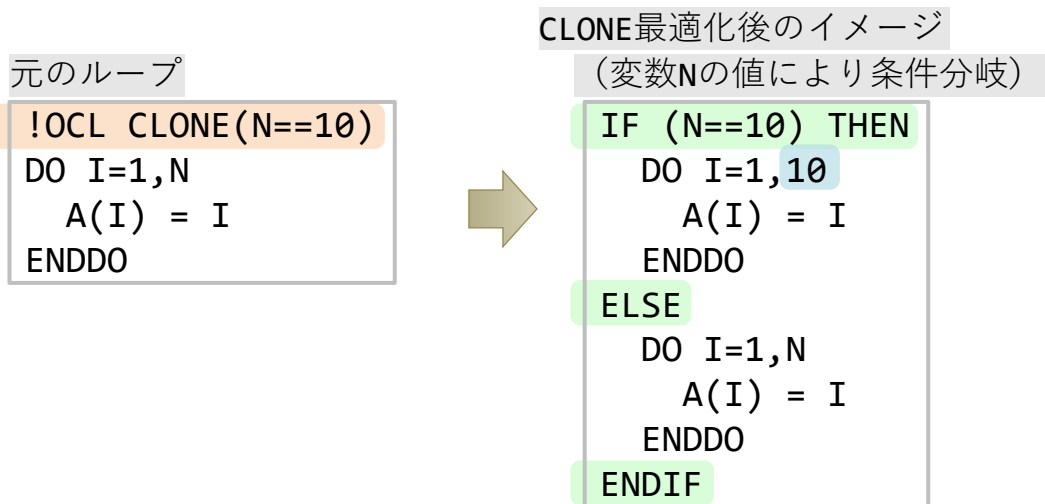 元のループ
!OCL CLONE(N==10)
DO I=1,N
A(I) = I
ENDDO
CLONE最適化後のイメージ
（変数Nの値により条件分岐）
IF (N==10) THEN
DO I=1,10
A(I) = I
ENDDO
ELSE
DO I=1,N
A(I) = I
ENDDO
ENDIF